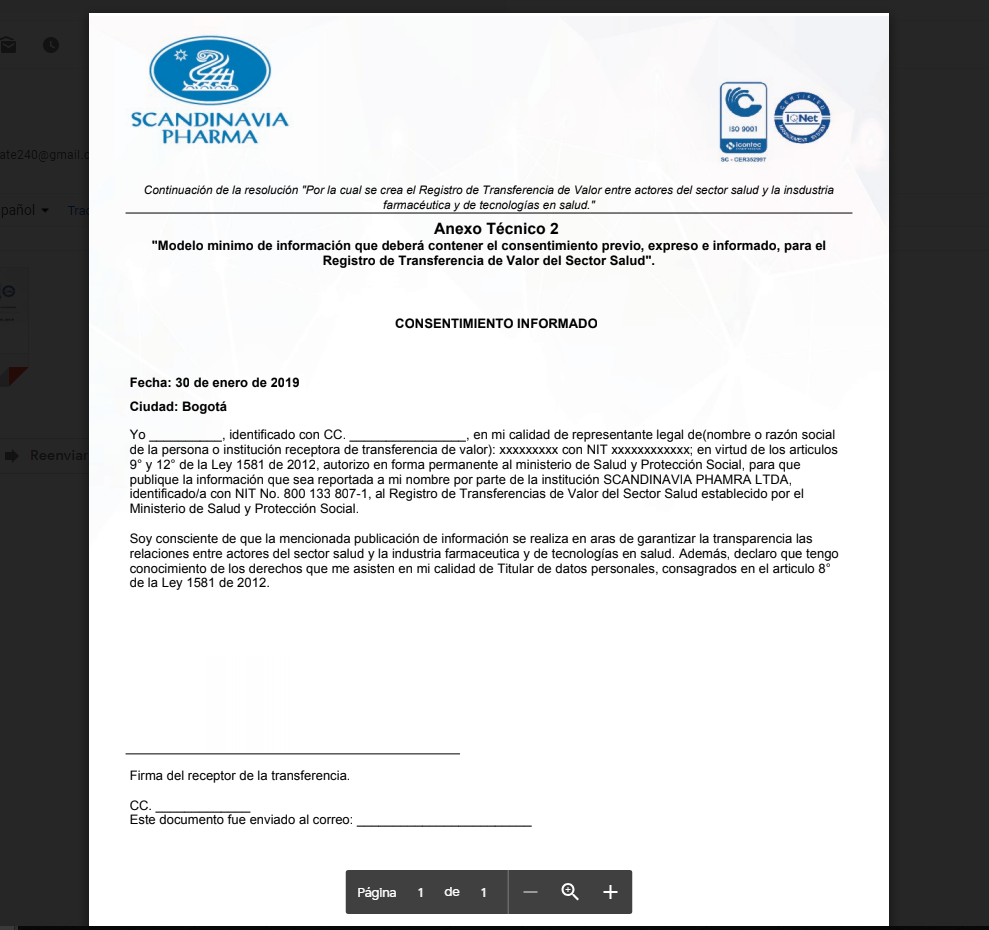 SCANDINAVIA
PHARMA
ISO 9001
icontec
SC - CER352997
CERTIFIED
IQNet
MANAGEMENT SYSTEM
ate240@gmail.c
pañol
Tra
Reenviar
Continuación de la resolución "Por la cual se crea el Registro de Transferencia de Valor entre actores del sector salud y la insdustria
farmacéutica y de tecnologías en salud."
Anexo Técnico 2
"Modelo minimo de información que deberá contener el consentimiento previo, expreso e informado, para el
Registro de Transferencia de Valor del Sector Salud".
CONSENTIMIENTO INFORMADO
Fecha: 30 de enero de 2019
Ciudad: Bogotá
Yo __________, identificado con CC. ________________, en mi calidad de representante legal de(nombre o razón social
de la persona o institución receptora de transferencia de valor): xxxxxxxxx con NIT xxxxxxxxxxxx; en virtud de los articulos
9° y 12° de la Ley 1581 de 2012, autorizo en forma permanente al ministerio de Salud y Protección Social, para que
publique la información que sea reportada a mi nombre por parte de la institución SCANDINAVIA PHAMRA LTDA,
identificado/a con NIT No. 800 133 807-1, al Registro de Transferencias de Valor del Sector Salud establecido por el
Ministerio de Salud y Protección Social.
Soy consciente de que la mencionada publicación de información se realiza en aras de garantizar la transparencia las
relaciones entre actores del sector salud y la industria farmaceutica y de tecnologías en salud. Además, declaro que tengo
conocimiento de los derechos que me asisten en mi calidad de Titular de datos personales, consagrados en el articulo 8°
de la Ley 1581 de 2012.
Firma del receptor de la transferencia.
CC. _____________
Este documento fue enviado al correo: ________________________
Página 1 de 1